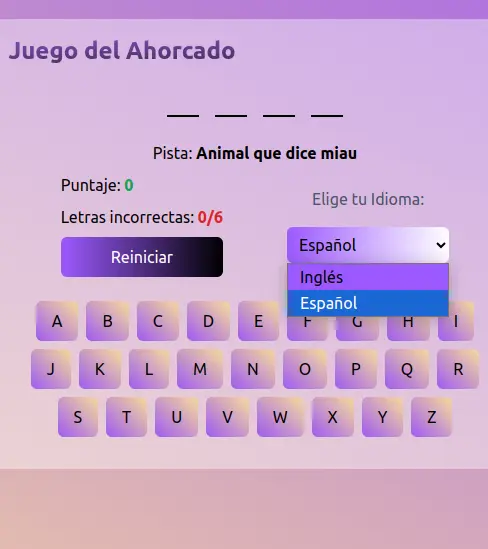 Juego del Ahorcado
Pista: Animal que dice miau
Puntaje: 0
Elige tu Idioma:
Letras incorrectas: 0/6
Español
Reiniciar
Inglés
Español
A B C D E F G H I
J K L M N O P Q R
S T U V W X Y Z